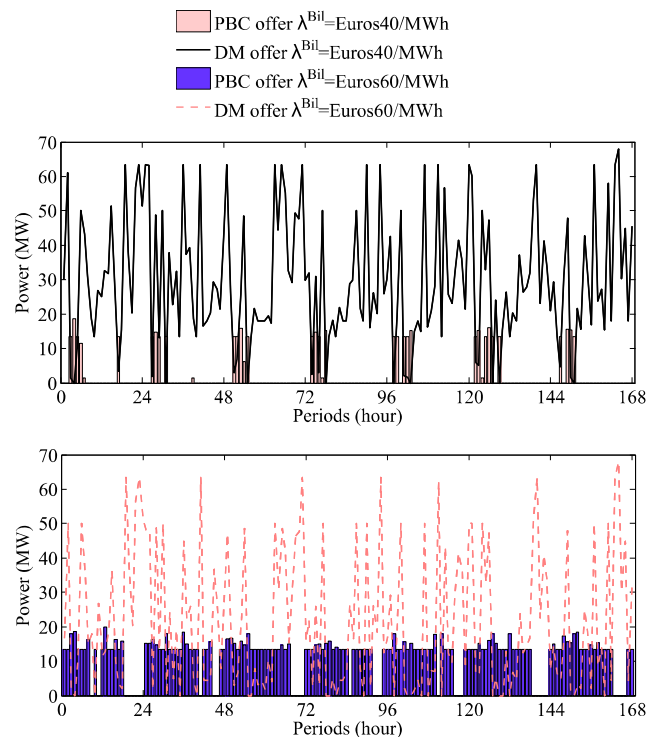 PBC offer λ^Bil=Euros40/MWh
DM offer λ^Bil=Euros40/MWh
PBC offer λ^Bil=Euros60/MWh
DM offer λ^Bil=Euros60/MWh
70
60
50
40
30
20
10
0
Power (MW)
0 24 48 72 96 120 144 168
Periods (hour)
70
60
50
40
30
20
10
0
Power (MW)
0 24 48 72 96 120 144 168
Periods (hour)